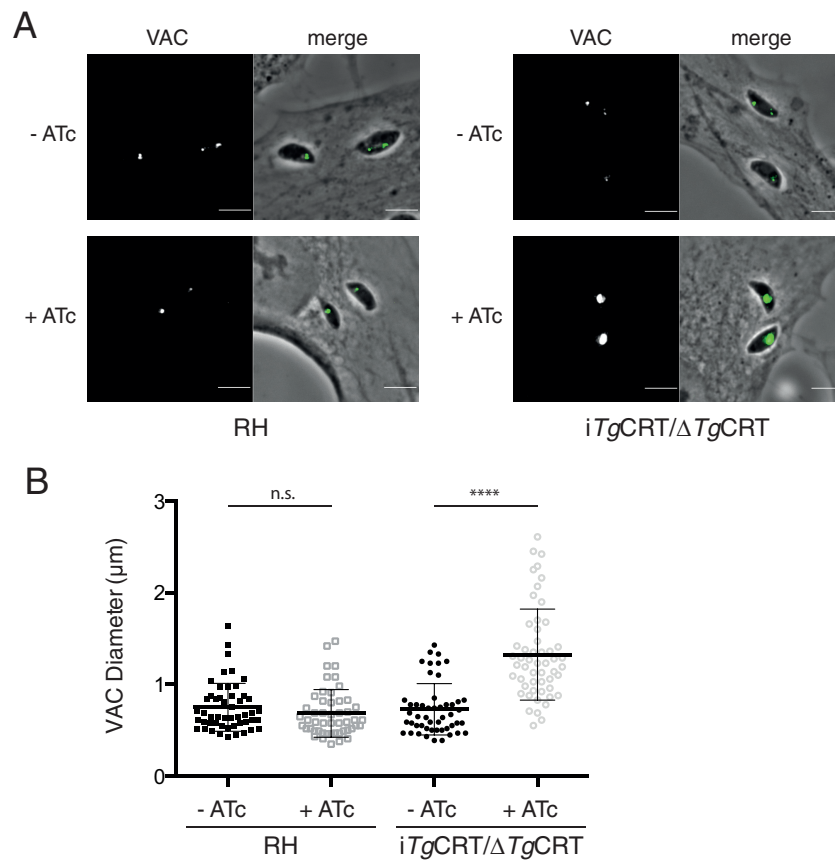 A
VAC merge VAC merge
- ATc - ATc
+ ATc + ATc
RH iTgCRT/ΔTgCRT
B
n.s. ****
VAC Diameter (μm)
3
2
1
0
- ATc + ATc - ATc + ATc
RH iTgCRT/ΔTgCRT